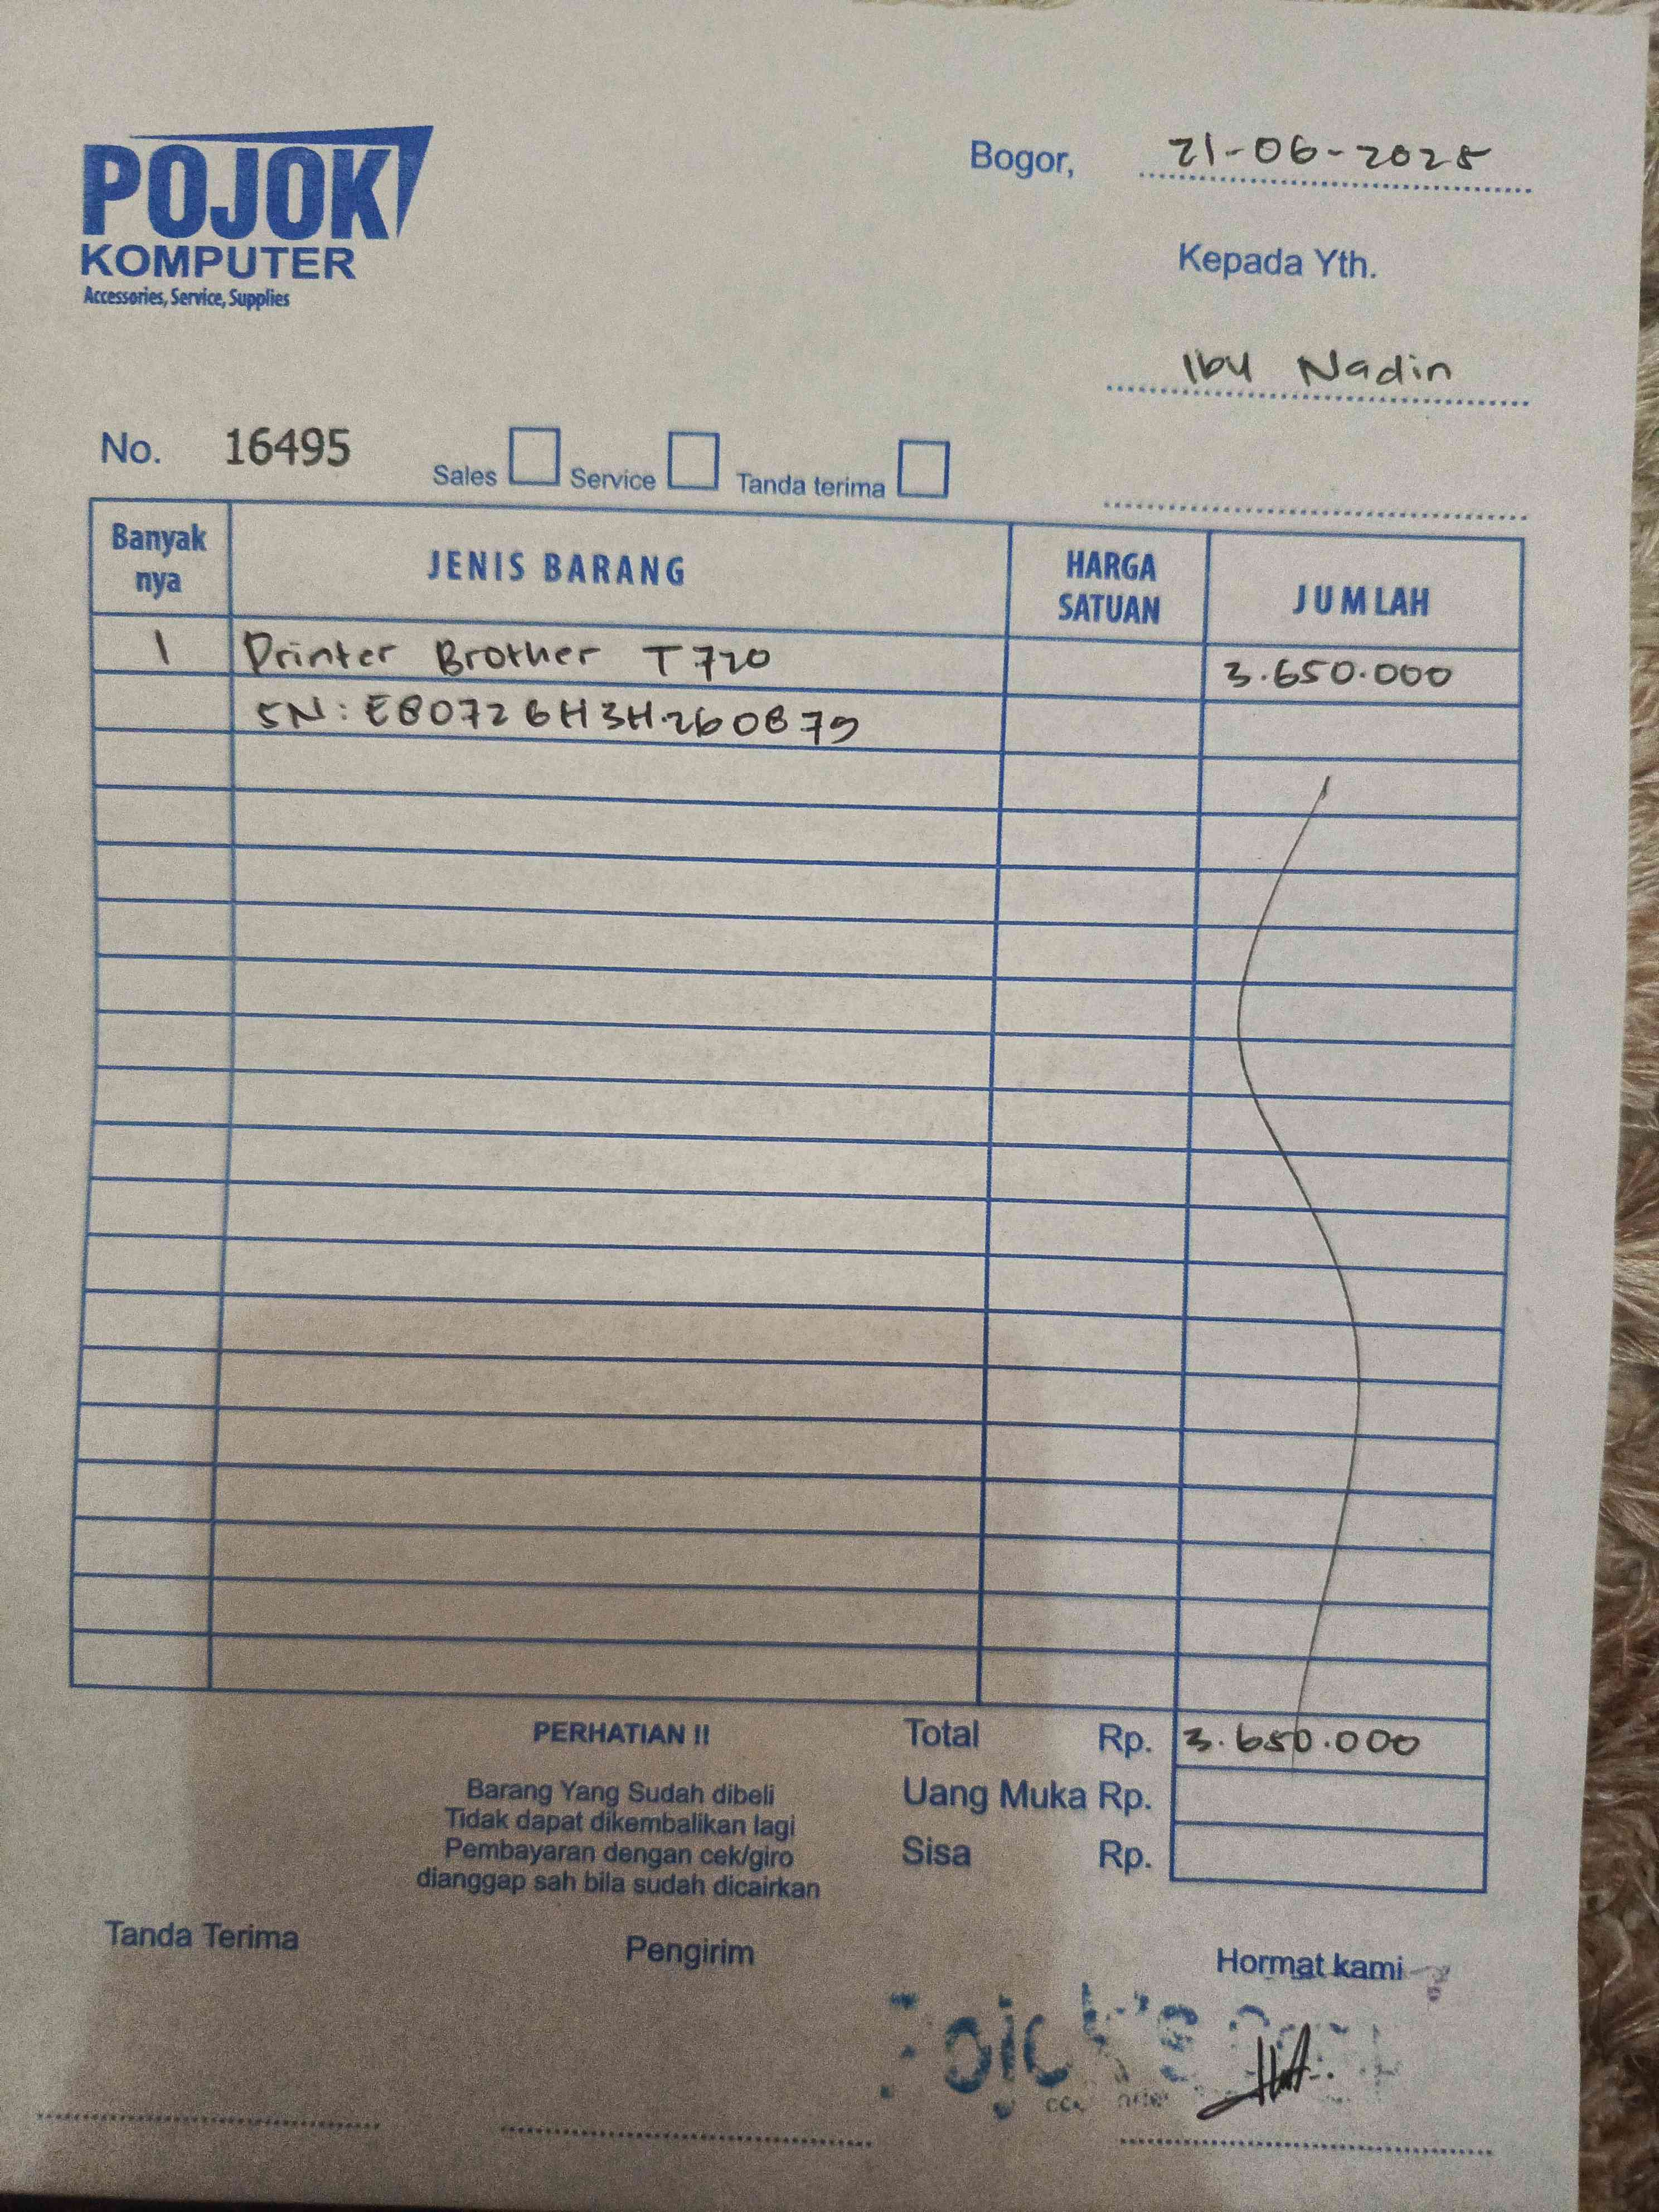 POJOK
KOMPUTER
Accessories, Service, Supplies
Bogor, 21-06-2025
Kepada Yth.
Ibu Nadin
No. 16495
Sales Service Tanda terima
Banyak nya JENIS BARANG HARGA SATUAN JUMLAH
1 Printer Brother T720 3.650.000
SN: E80726H3H260879
PERHATIAN !!
Barang Yang Sudah dibeli
Tidak dapat dikembalikan lagi
Pembayaran dengan cek/giro
dianggap sah bila sudah dicairkan
Total Rp. 3.650.000
Uang Muka Rp.
Sisa Rp.
Tanda Terima Pengirim Hormat kami